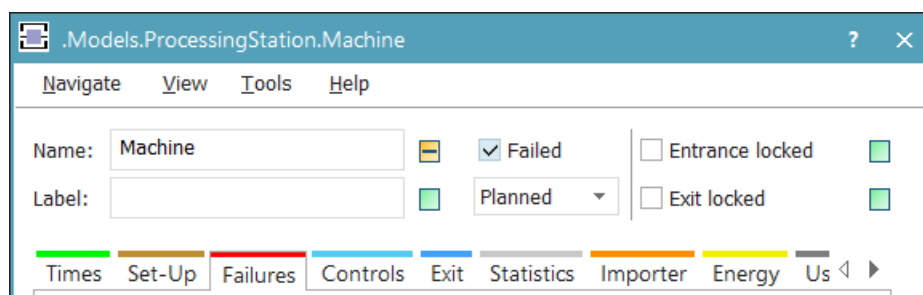 .Models.ProcessingStation.Machine ?
Navigate View Tools Help
Name: Machine Failed Entrance locked
Label: Planned Exit locked
Times Set-Up Failures Controls Exit Statistics Importer Energy Us